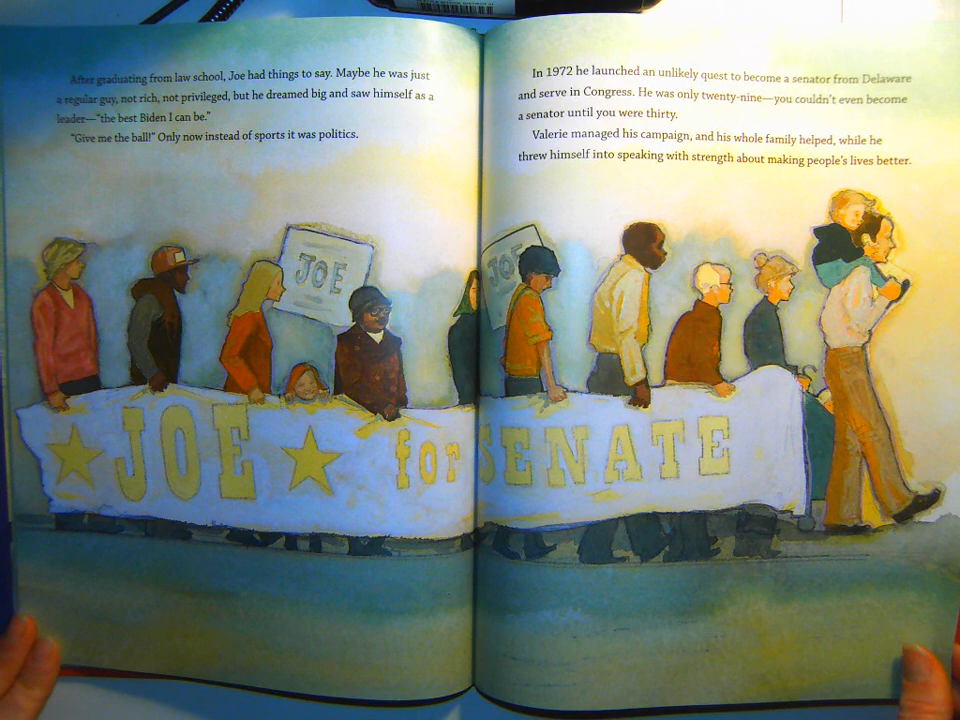 After graduating from law school, Joe had things to say. Maybe he was just
a regular guy, not rich, not privileged, but he dreamed big and saw himself as a
leader—"the best Biden I can be."
"Give me the ball!" Only now instead of sports it was politics.
In 1972 he launched an unlikely quest to become a senator from Delaware
and serve in Congress. He was only twenty-nine—you couldn't even become
a senator until you were thirty.
Valerie managed his campaign, and his whole family helped, while he
threw himself into speaking with strength about making people's lives better.
JOE
JOE
JOE for SENATE